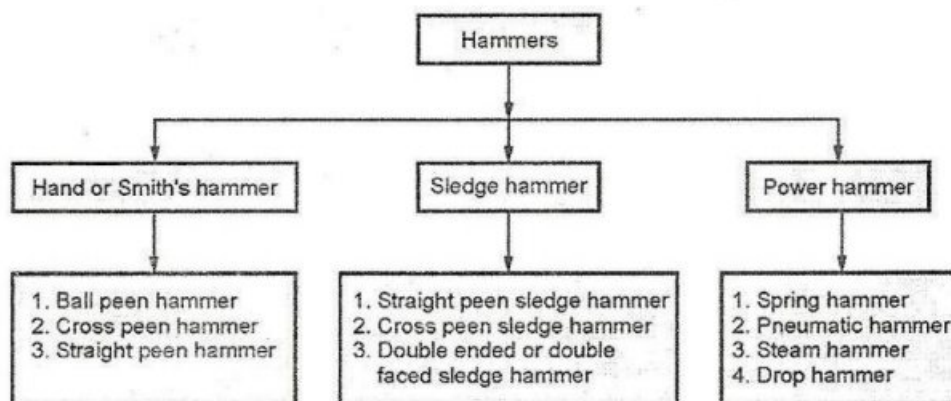 Hammers
Hand or Smith's hammer
Sledge hammer
Power hammer
1. Ball peen hammer
2. Cross peen hammer
3. Straight peen hammer
1. Straight peen sledge hammer
2. Cross peen sledge hammer
3. Double ended or double
faced sledge hammer
1. Spring hammer
2. Pneumatic hammer
3. Steam hammer
4. Drop hammer